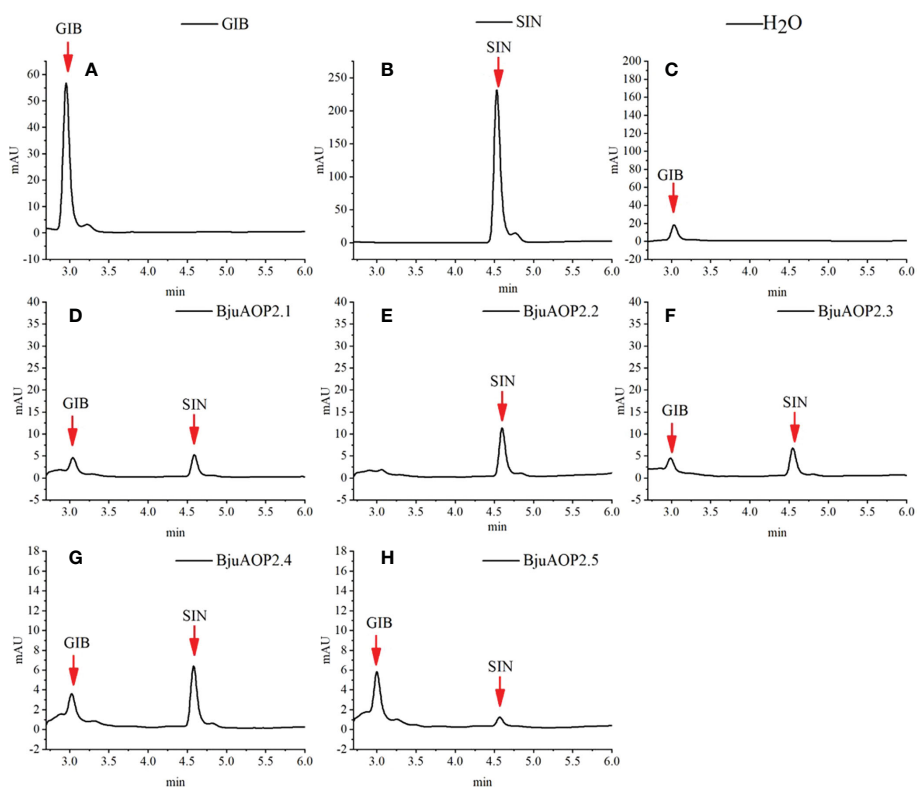 GIB
GIB
A
60
50
40
30
20
10
0
-10
mAU
3.0 3.5 4.0 4.5 5.0 5.5 6.0
min
SIN
SIN
B
250
200
150
100
50
0
mAU
3.0 3.5 4.0 4.5 5.0 5.5 6.0
min
H2O
C
GIB
200
180
160
140
120
100
80
60
40
20
0
-20
mAU
3.0 3.5 4.0 4.5 5.0 5.5 6.0
min
D
BjuAOP2.1
GIB
SIN
40
35
30
25
20
15
10
5
0
-5
mAU
3.0 3.5 4.0 4.5 5.0 5.5 6.0
min
E
BjuAOP2.2
SIN
40
35
30
25
20
15
10
5
0
-5
mAU
3.0 3.5 4.0 4.5 5.0 5.5 6.0
min
F
BjuAOP2.3
GIB
SIN
40
35
30
25
20
15
10
5
0
-5
mAU
3.0 3.5 4.0 4.5 5.0 5.5 6.0
min
G
BjuAOP2.4
GIB
SIN
18
16
14
12
10
8
6
4
2
0
-2
mAU
3.0 3.5 4.0 4.5 5.0 5.5 6.0
min
H
BjuAOP2.5
GIB
SIN
18
16
14
12
10
8
6
4
2
0
-2
mAU
3.0 3.5 4.0 4.5 5.0 5.5 6.0
min